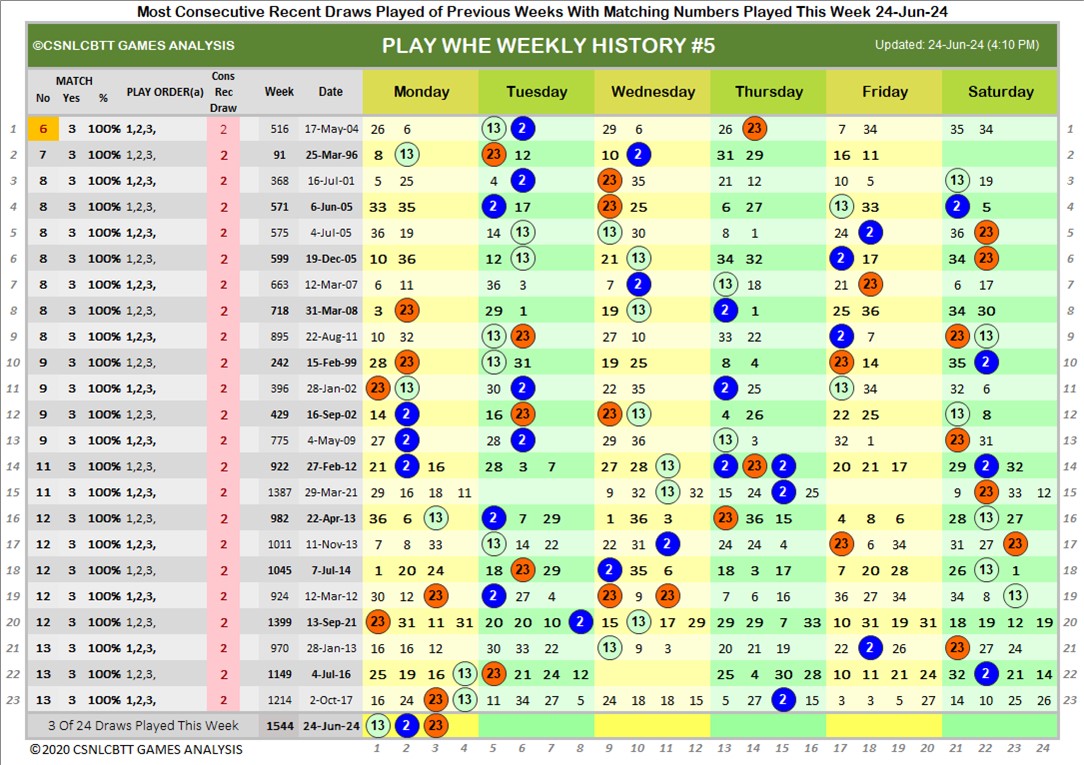 Most Consecutive Recent Draws Played of Previous Weeks With Matching Numbers Played This Week 24-Jun-24
©CSNLCBTT GAMES ANALYSIS PLAY WHE WEEKLY HISTORY #5 Updated: 24-Jun-24 (4:10 PM)
MATCH Cons
No Yes % PLAY ORDER(a) Rec Week Date Monday Tuesday Wednesday Thursday Friday Saturday
Draw
1 6 3 100% 1,2,3, 2 516 17-May-04 26 6 13 2 29 6 26 23 7 34 35 34 1
2 7 3 100% 1,2,3, 2 91 25-Mar-96 8 13 23 12 10 2 31 29 16 11 2
3 8 3 100% 1,2,3, 2 368 16-Jul-01 5 25 4 2 23 35 21 12 10 5 13 19 3
4 8 3 100% 1,2,3, 2 571 6-Jun-05 33 35 2 17 23 25 6 27 13 33 2 5 4
5 8 3 100% 1,2,3, 2 575 4-Jul-05 36 19 14 13 13 30 8 1 24 2 36 23 5
6 8 3 100% 1,2,3, 2 599 19-Dec-05 10 36 12 13 21 13 34 32 2 17 34 23 6
7 8 3 100% 1,2,3, 2 663 12-Mar-07 6 11 36 3 7 2 13 18 21 23 6 17 7
8 8 3 100% 1,2,3, 2 718 31-Mar-08 3 23 29 1 19 13 2 1 25 36 34 30 8
9 8 3 100% 1,2,3, 2 895 22-Aug-11 10 32 13 23 27 10 33 22 2 7 23 13 9
10 9 3 100% 1,2,3, 2 242 15-Feb-99 28 23 13 31 19 25 8 4 23 14 35 2 10
11 9 3 100% 1,2,3, 2 396 28-Jan-02 23 13 30 2 22 35 2 25 13 34 32 6 11
12 9 3 100% 1,2,3, 2 429 16-Sep-02 14 2 16 23 23 13 4 26 22 25 13 8 12
13 9 3 100% 1,2,3, 2 775 4-May-09 27 2 28 2 29 36 13 3 32 1 23 31 13
14 11 3 100% 1,2,3, 2 922 27-Feb-12 21 2 16 28 3 7 27 28 13 2 23 2 20 21 17 29 2 32 14
15 11 3 100% 1,2,3, 2 1387 29-Mar-21 29 16 18 11 9 32 13 32 15 24 2 25 9 23 33 12 15
16 12 3 100% 1,2,3, 2 982 22-Apr-13 36 6 13 2 7 29 1 36 3 23 36 15 4 8 6 28 13 27 16
17 12 3 100% 1,2,3, 2 1011 11-Nov-13 7 8 33 13 14 22 22 31 2 24 24 4 23 6 34 31 27 23 17
18 12 3 100% 1,2,3, 2 1045 7-Jul-14 1 20 24 18 23 29 2 35 6 18 3 17 7 20 28 26 13 1 18
19 12 3 100% 1,2,3, 2 924 12-Mar-12 30 12 23 2 27 4 23 9 23 7 6 16 36 27 34 34 8 13 19
20 12 3 100% 1,2,3, 2 1399 13-Sep-21 23 31 11 31 20 20 10 2 15 13 17 29 29 29 7 33 10 31 19 31 18 19 12 19 20
21 13 3 100% 1,2,3, 2 970 28-Jan-13 16 16 12 30 33 22 13 9 3 20 21 19 22 2 26 23 27 24 21
22 13 3 100% 1,2,3, 2 1149 4-Jul-16 25 19 16 13 23 21 24 12 25 4 30 28 10 11 21 24 32 2 21 14 22
23 13 3 100% 1,2,3, 2 1214 2-Oct-17 16 24 23 13 11 34 27 5 24 18 18 15 5 27 2 15 3 3 5 27 14 10 25 26 23
3 Of 24 Draws Played This Week 1544 24-Jun-24 13 2 23
© 2020 CSNLCBTT GAMES ANALYSIS 1 2 3 4 5 6 7 8 9 10 11 12 13 14 15 16 17 18 19 20 21 22 23 24